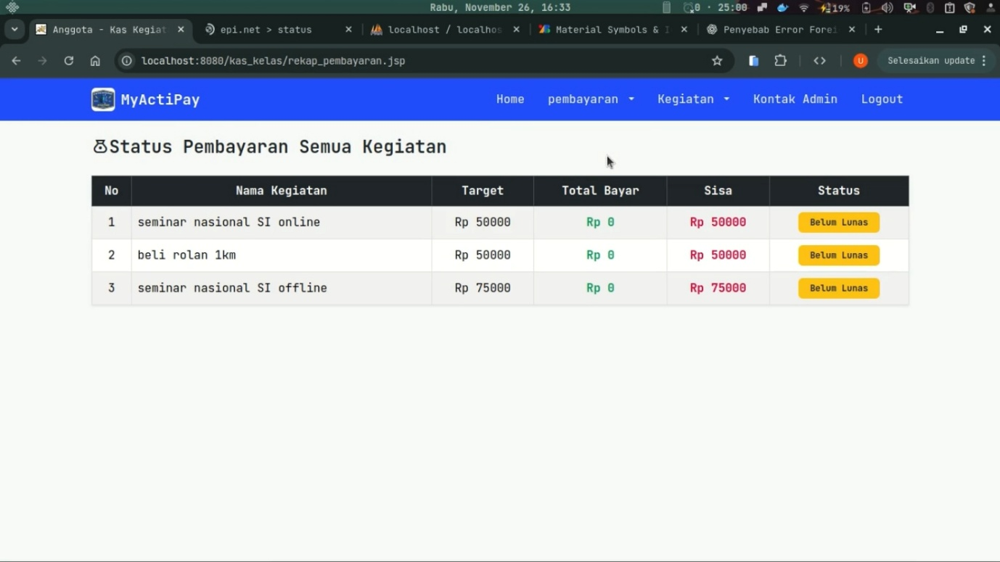 Rabu, November 26, 16:33
0 · 25:00
19%
Anggota - Kas Kegiat
epi.net > status
localhost / localhos
Material Symbols & I
Penyebab Error Forei
localhost:8080/kas_kelas/rekap_pembayaran.jsp
U
Selesaikan update
MyActiPay
Home pembayaran Kegiatan Kontak Admin Logout
Status Pembayaran Semua Kegiatan
No Nama Kegiatan Target Total Bayar Sisa Status
1 seminar nasional SI online Rp 50000 Rp 0 Rp 50000 Belum Lunas
2 beli rolan 1km Rp 50000 Rp 0 Rp 50000 Belum Lunas
3 seminar nasional SI offline Rp 75000 Rp 0 Rp 75000 Belum Lunas